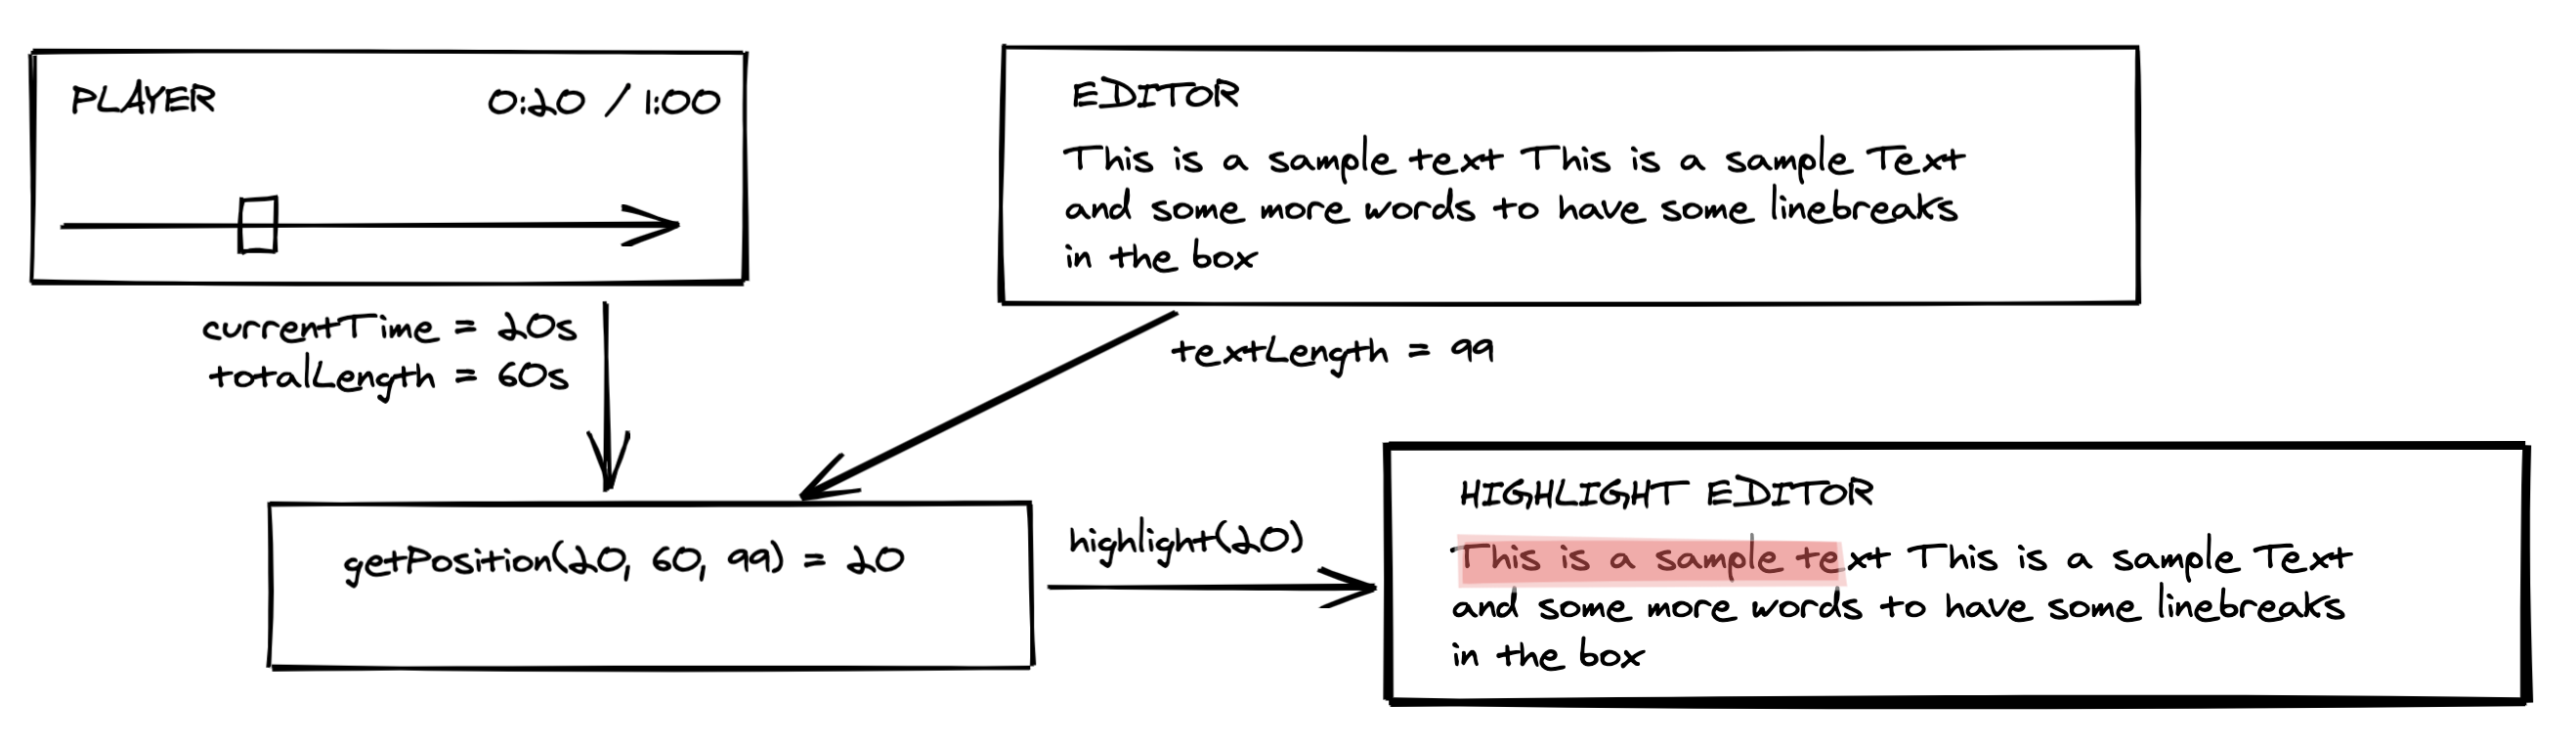 PLAYER
0:20 / 1:00
currentTime = 20s
totalLength = 60s
EDITOR
This is a sample text This is a sample Text
and some more words to have some linebreaks
in the box
textLength = 99
getPosition(20, 60, 99) = 20
highlight(20)
HIGHLIGHT EDITOR
This is a sample text This is a sample Text
and some more words to have some linebreaks
in the box